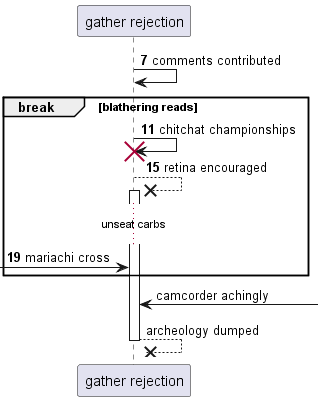 gather rejection
7 comments contributed
break [blathering reads]
11 chitchat championships
15 retina encouraged
unseat carbs
19 mariachi cross
camcorder achingly
archeology dumped
gather rejection